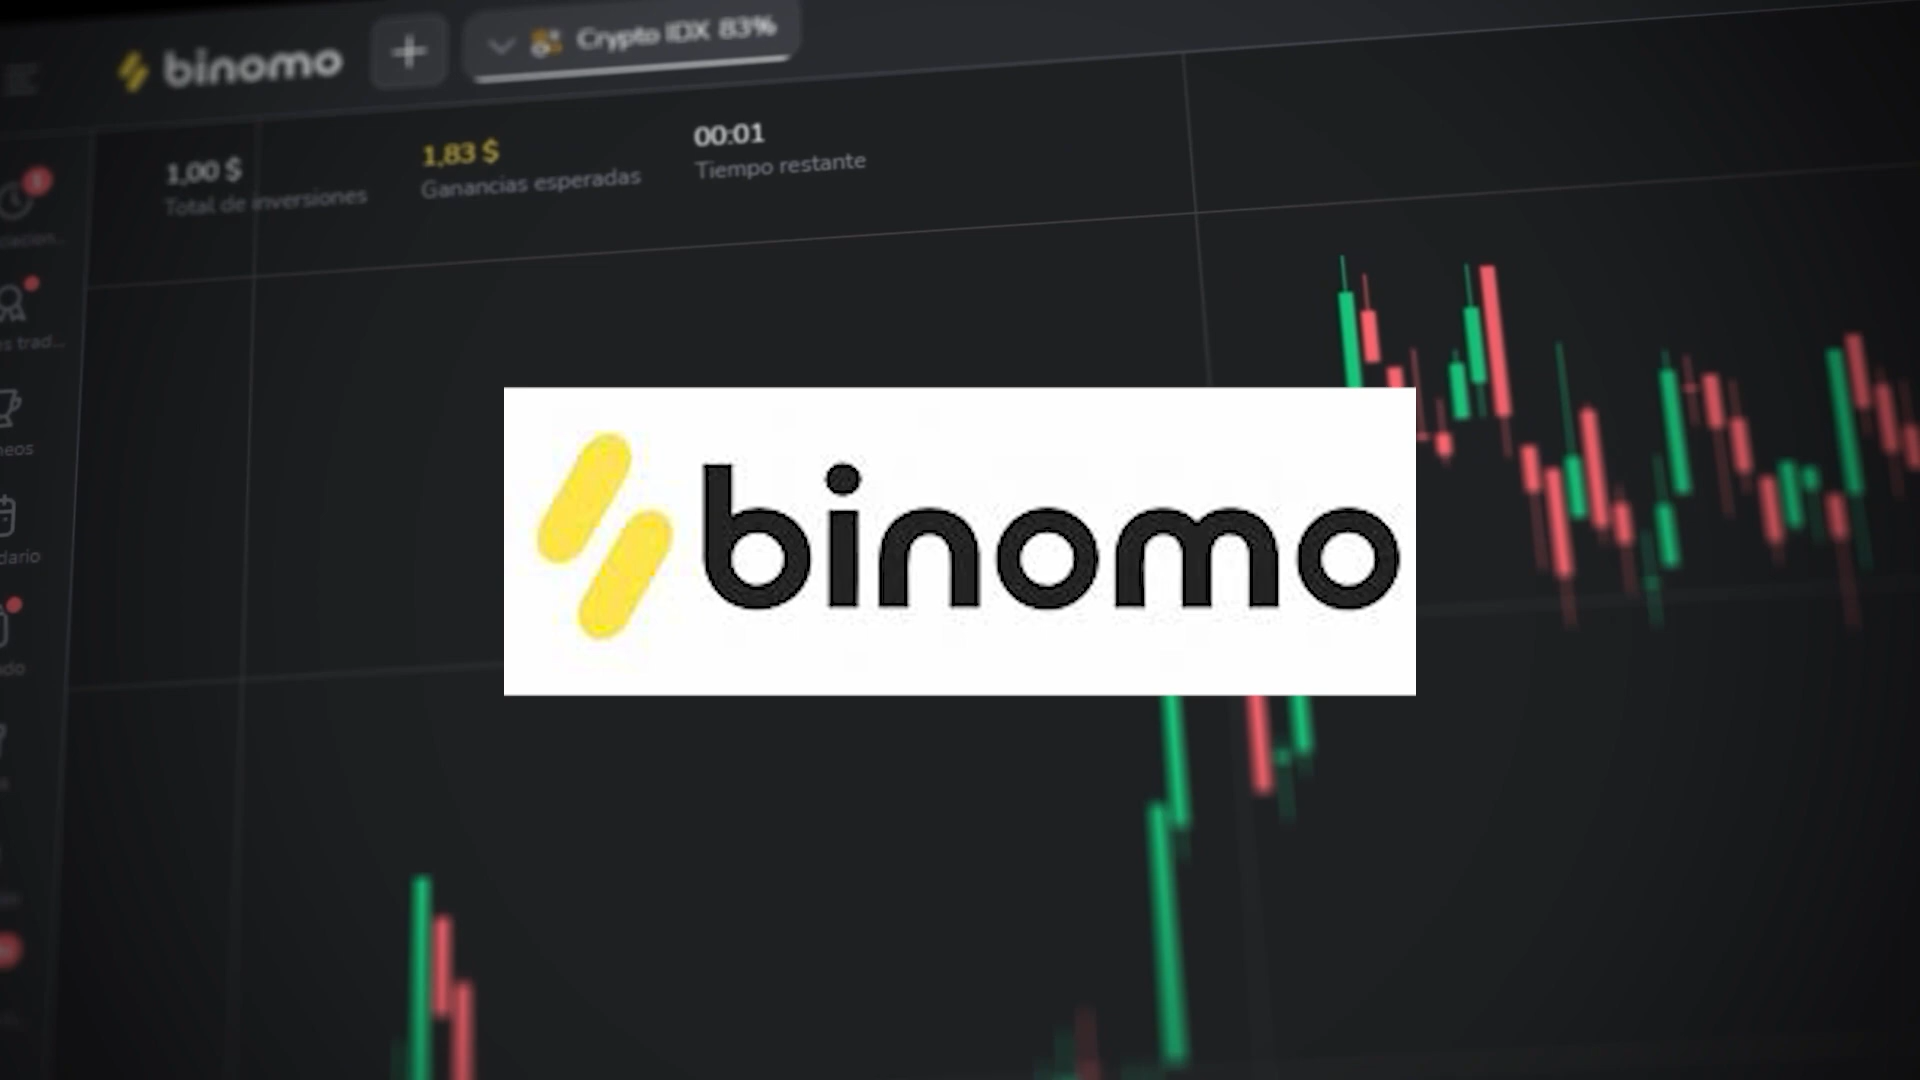 binomo
Crypto IDX 83%
1,00 $
Total de inversiones
1,83 $
Ganancias esperadas
00:01
Tiempo restante
binomo